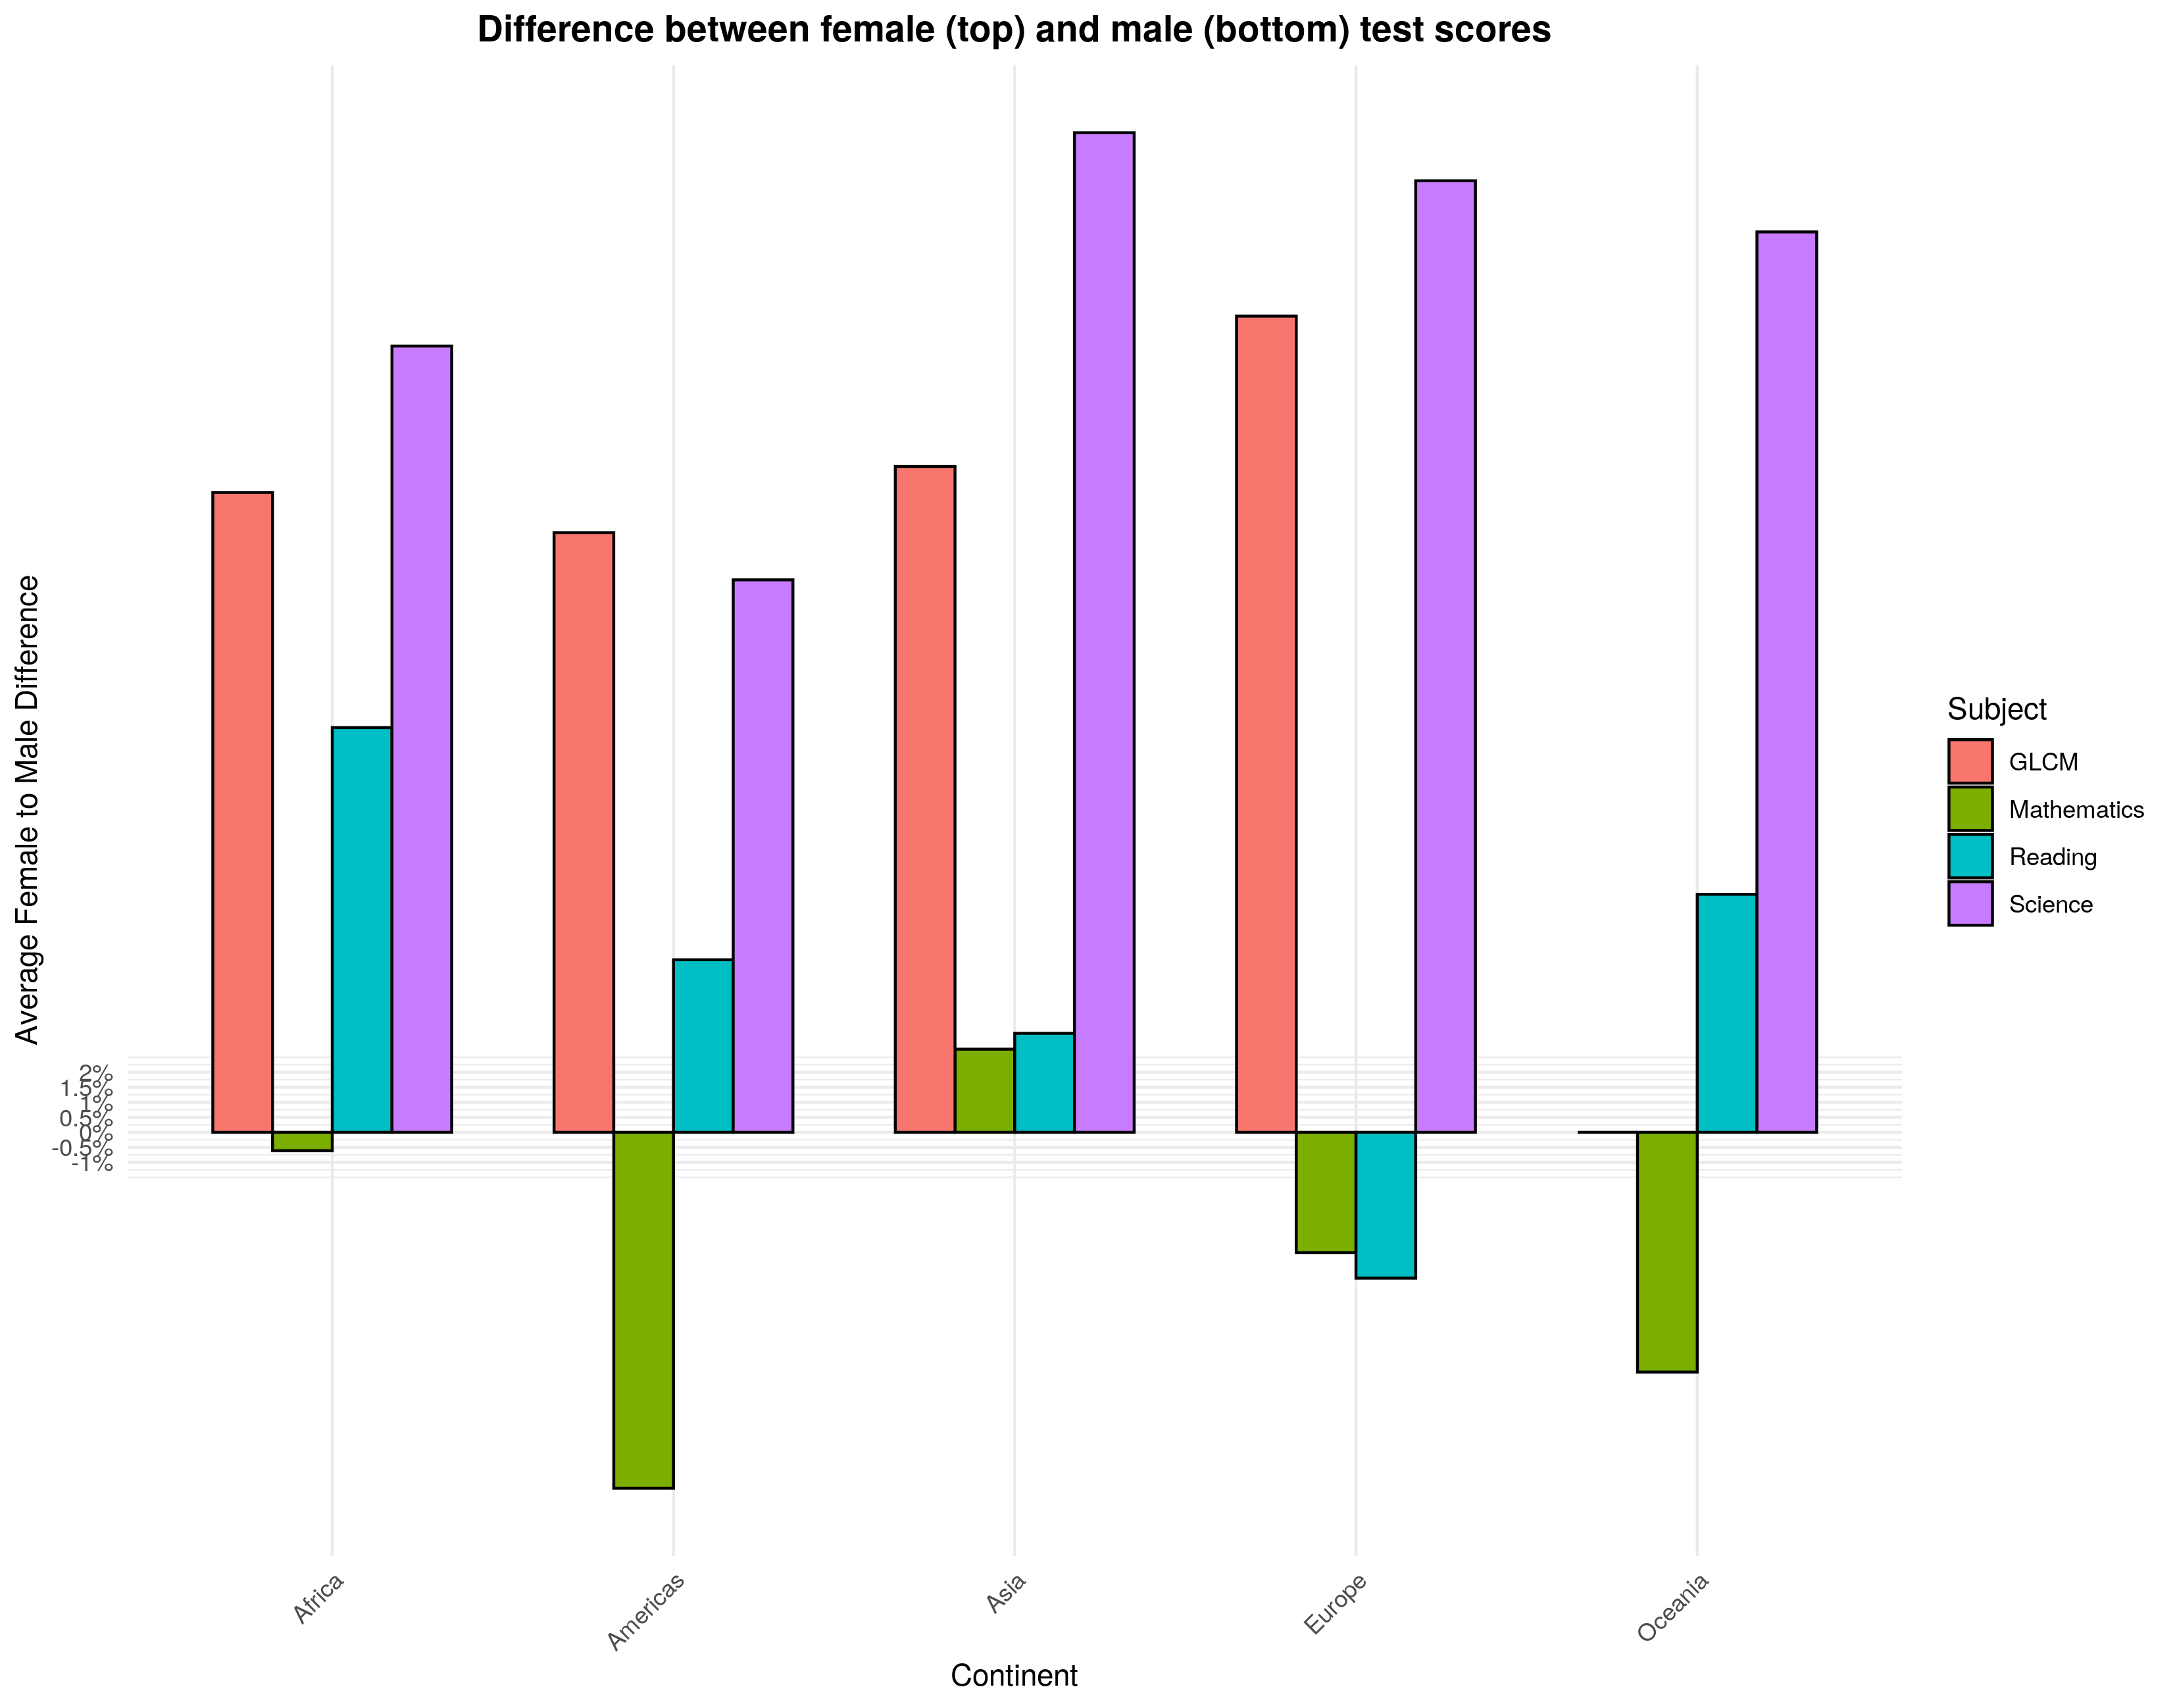 Difference between female (top) and male (bottom) test scores
Average Female to Male Difference
2%
1.5%
1%
0.5%
0%
-0.5%
-1%
Africa
Americas
Asia
Europe
Oceania
Continent
Subject
GLCM
Mathematics
Reading
Science